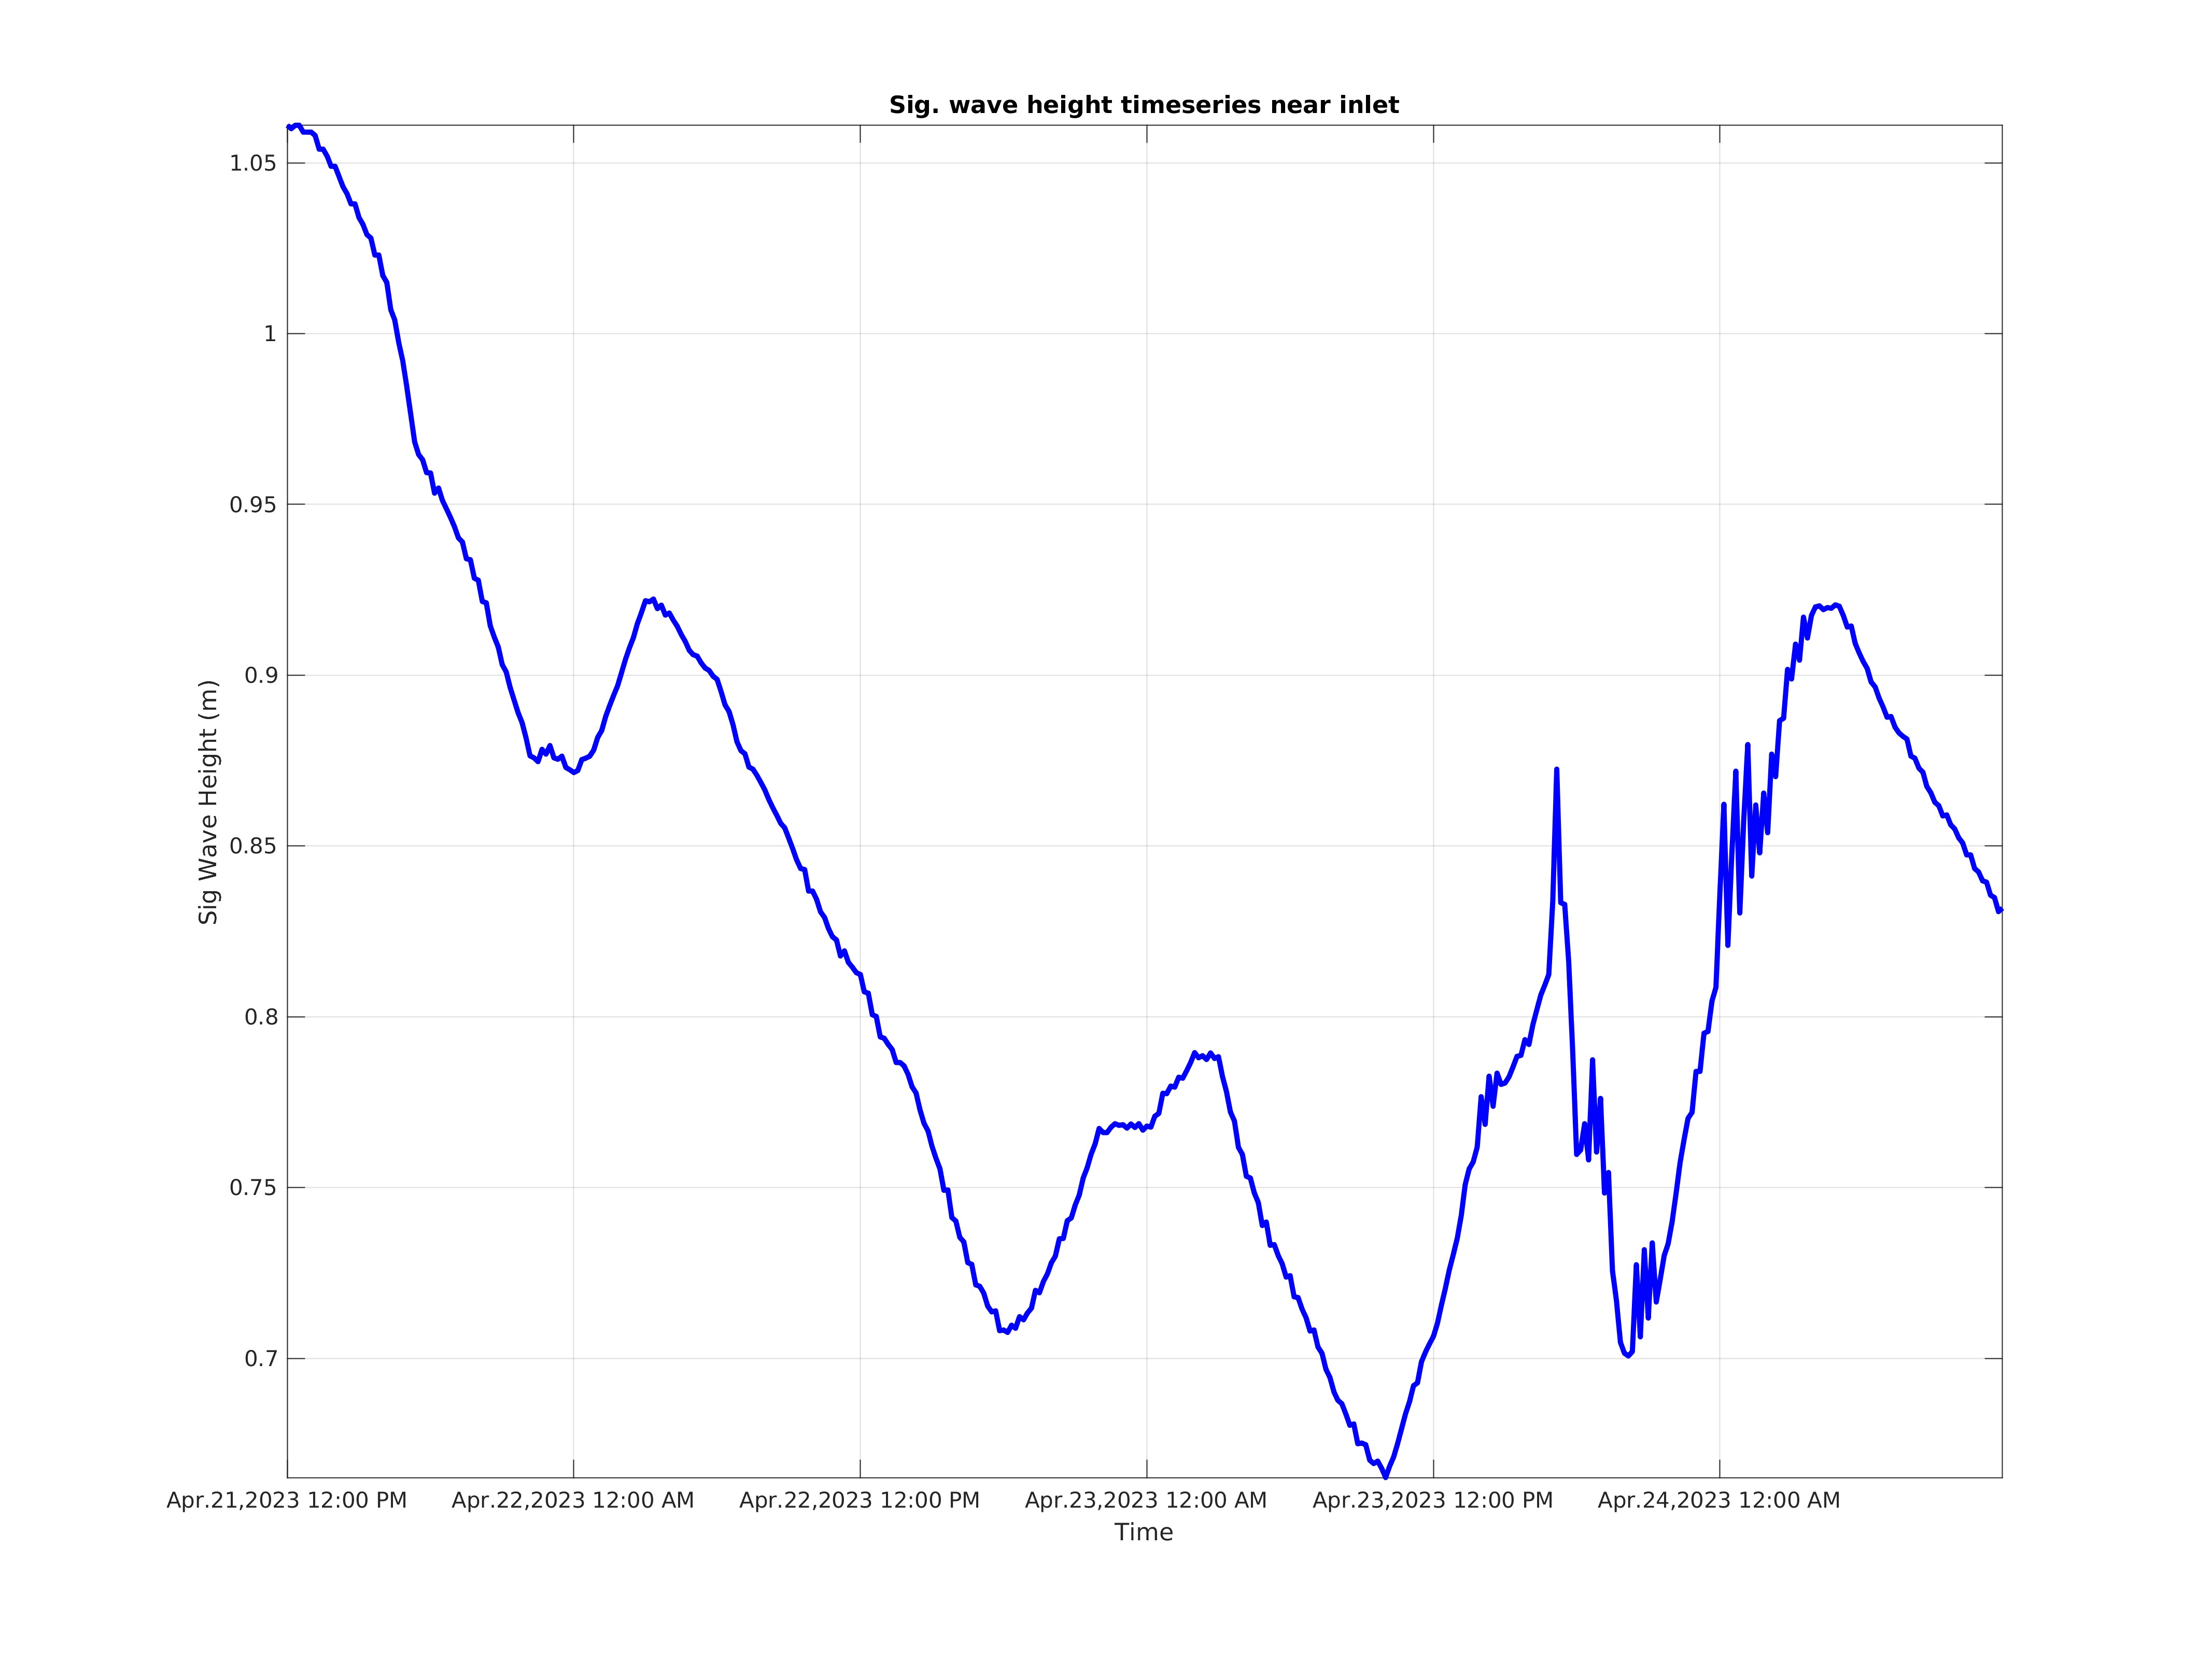 Sig. wave height timeseries near inlet
1.05
1
0.95
0.9
0.85
0.8
0.75
0.7
Sig Wave Height (m)
Apr.21,2023 12:00 PM Apr.22,2023 12:00 AM Apr.22,2023 12:00 PM Apr.23,2023 12:00 AM Apr.23,2023 12:00 PM Apr.24,2023 12:00 AM
Time